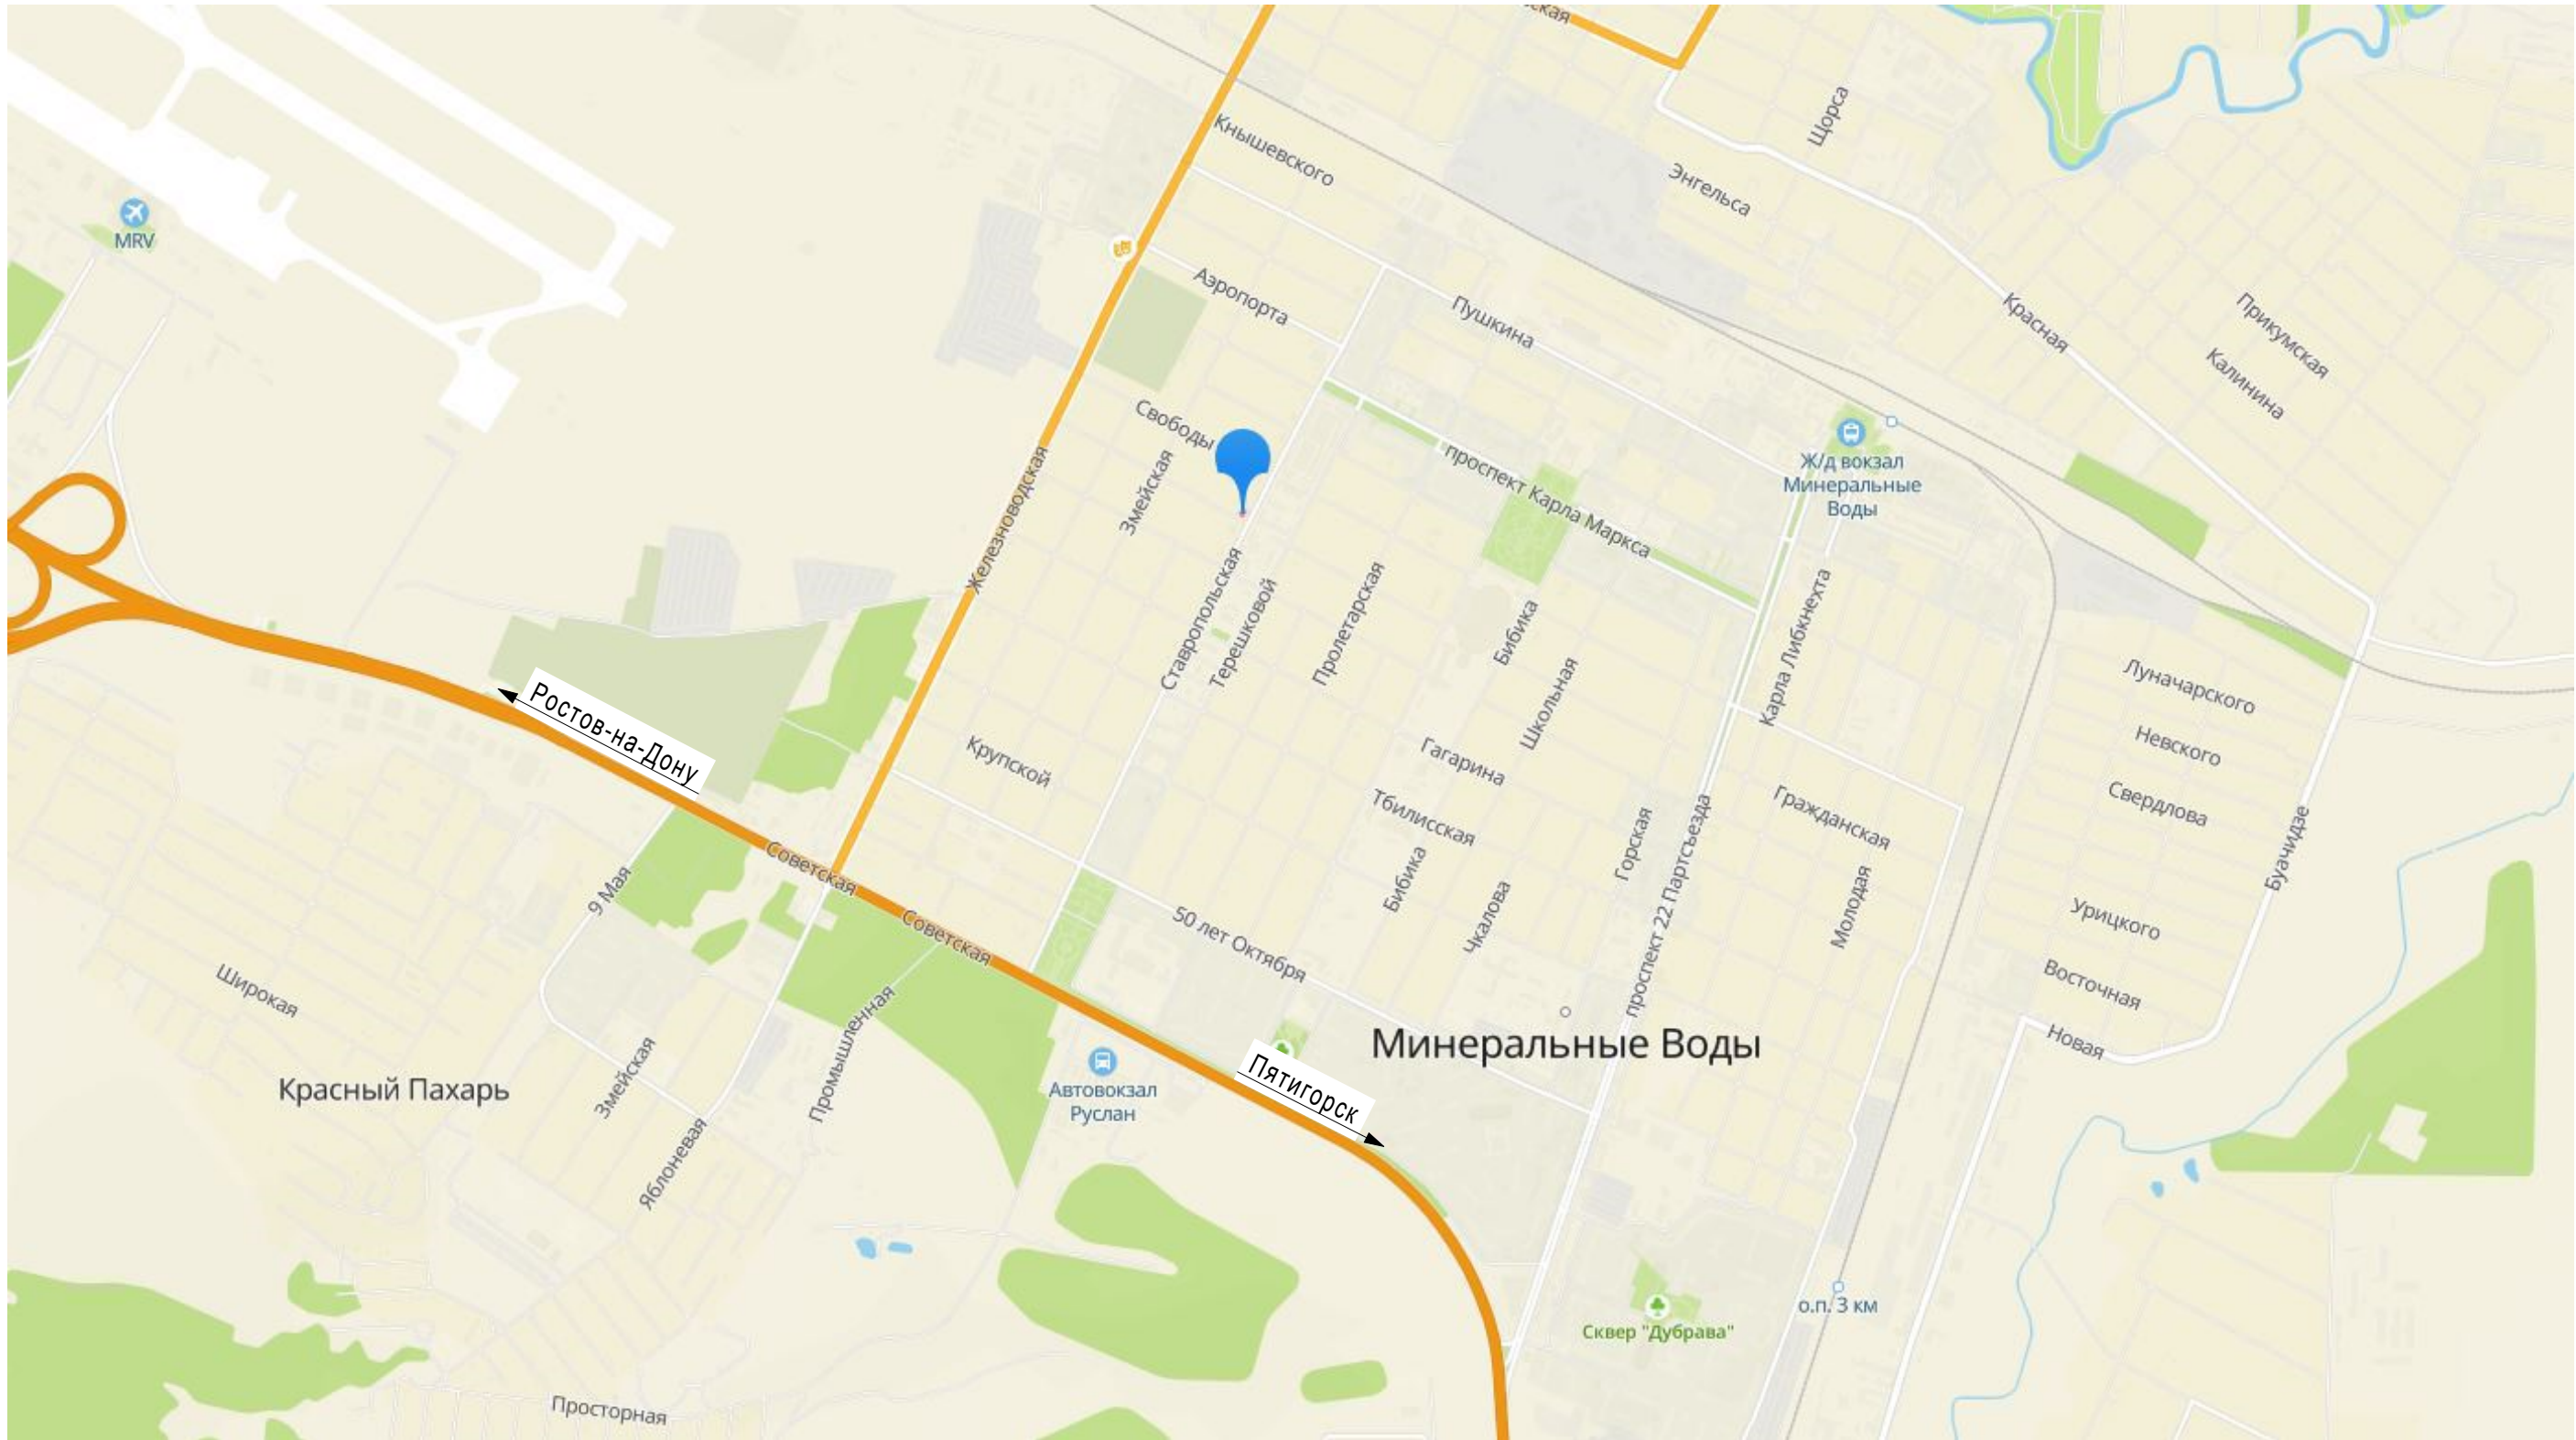 ская
Щорса
Кнышевского
Энгельса
MRV
Аэропорта
Пушкина
Красная
Прикумская
Калинина
Свободы
Змейская
Железноводская
проспект Карла Маркса
Ж/д вокзал
Минеральные
Воды
Ставропольская
Терешковой
Пролетарская
Бибика
Школьная
Карла Либкнехта
Луначарского
Невского
Свердлова
Буачидзе
Ростов-на-Дону
Крупской
Гагарина
Тбилисская
Горская
проспект 22 Партсъезда
Гражданская
Молодая
Советская
Советская
9 Мая
50 лет Октября
Бибика
Чкалова
Урицкого
Восточная
Новая
Широкая
Промышленная
Минеральные Воды
Красный Пахарь
Змейская
Яблоневая
Автовокзал
Руслан
Пятигорск
о.п. 3 км
Сквер "Дубрава"
Просторная